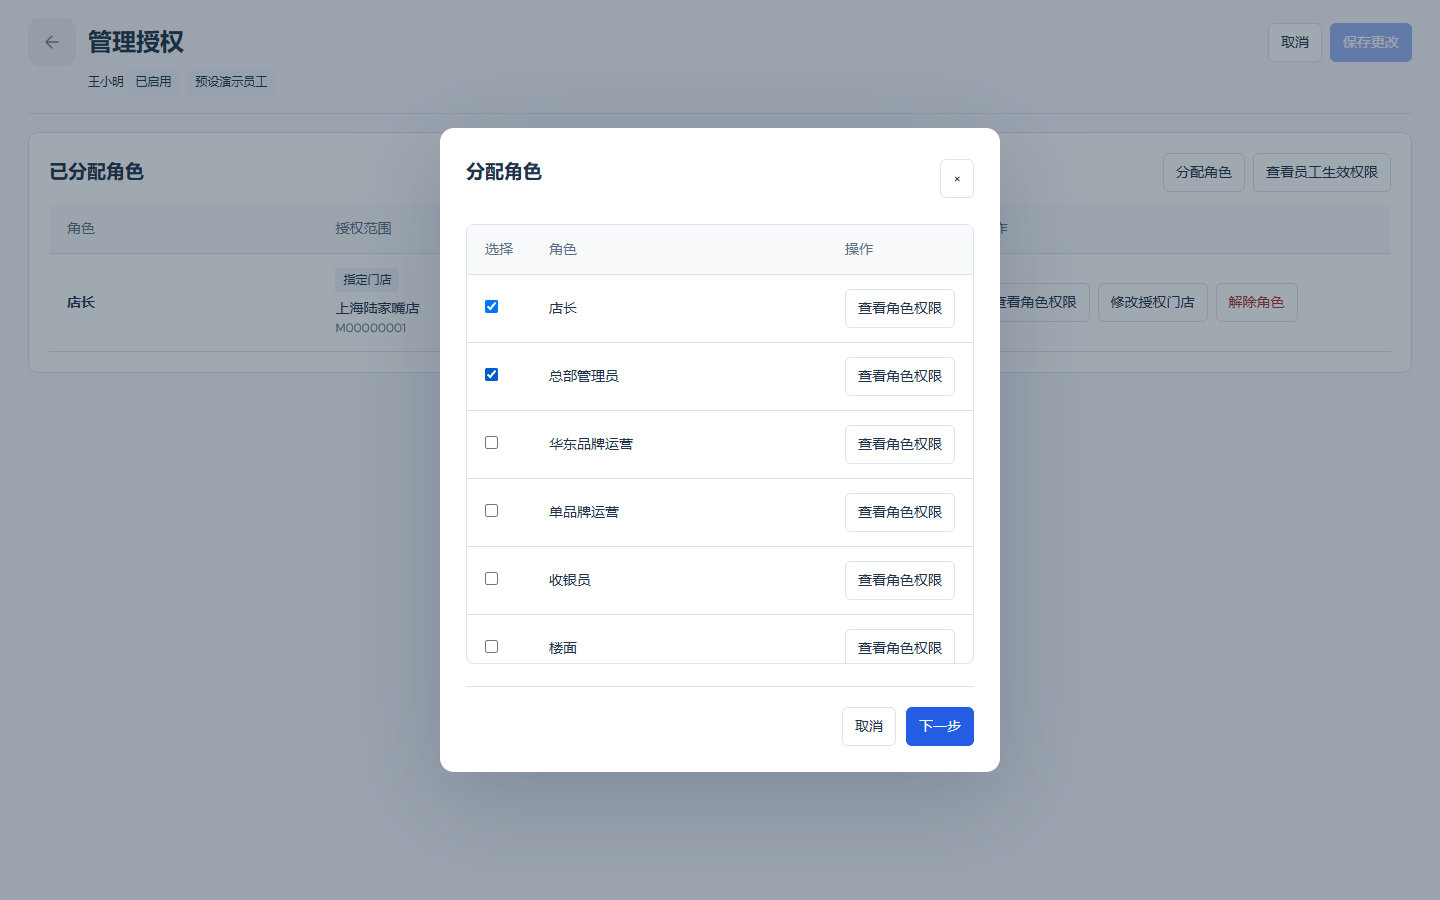 管理授权
取消
保存更改
王小明 已启用 预设演示员工
已分配角色
分配角色
查看员工生效权限
角色
授权范围
作
店长
指定门店
上海陆家嘴店
M00000001
查看角色权限
修改授权门店
解除角色
分配角色
×
选择 角色 操作
店长 查看角色权限
总部管理员 查看角色权限
华东品牌运营 查看角色权限
单品牌运营 查看角色权限
收银员 查看角色权限
楼面 查看角色权限
取消 下一步